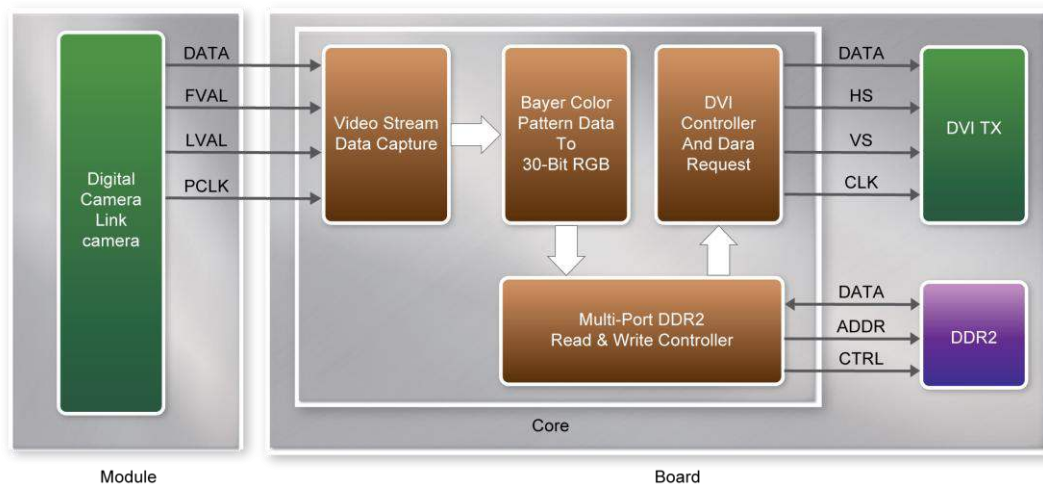 DATA
FVAL
LVAL
PCLK
Digital
Camera
Link
camera
Video Stream
Data Capture
Bayer Color
Pattern Data
To
30-Bit RGB
DVI
Controller
And Dara
Request
DATA
HS
VS
CLK
DVI TX
Multi-Port DDR2
Read & Write Controller
DATA
ADDR
CTRL
DDR2
Core
Module
Board